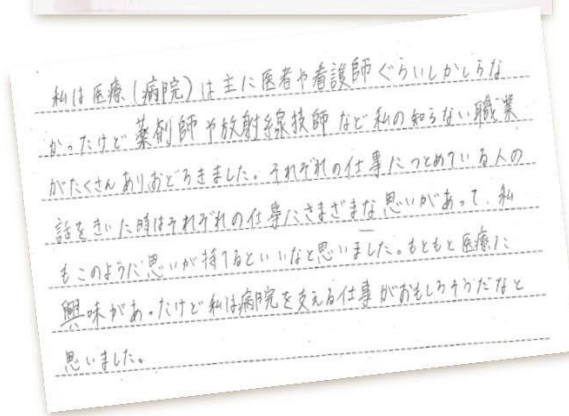 私は医療(病院)は主に医者や看護師ぐらいしかしらな
かったけど薬剤師や放射線技師など私の知らない職業
がたくさんありおどろきました。それぞれの仕事につとめている人の
話をきいた時はそれぞれの仕事にさまざまな思いがあって、私
もこのような思いが持てるといいなと思いました。もともと医療に
興味があったけど私は病院を支える仕事がおもしろそうだなと
思いました。